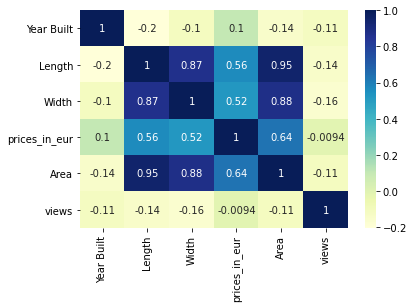 Year Built 1 -0.2 -0.1 0.1 -0.14 -0.11
Length -0.2 1 0.87 0.56 0.95 -0.14
Width -0.1 0.87 1 0.52 0.88 -0.16
prices_in_eur 0.1 0.56 0.52 1 0.64 -0.0094
Area -0.14 0.95 0.88 0.64 1 -0.11
views -0.11 -0.14 -0.16 -0.0094 -0.11 1
Year Built
Length
Width
prices_in_eur
Area
views
1.0
0.8
0.6
0.4
0.2
0.0
-0.2